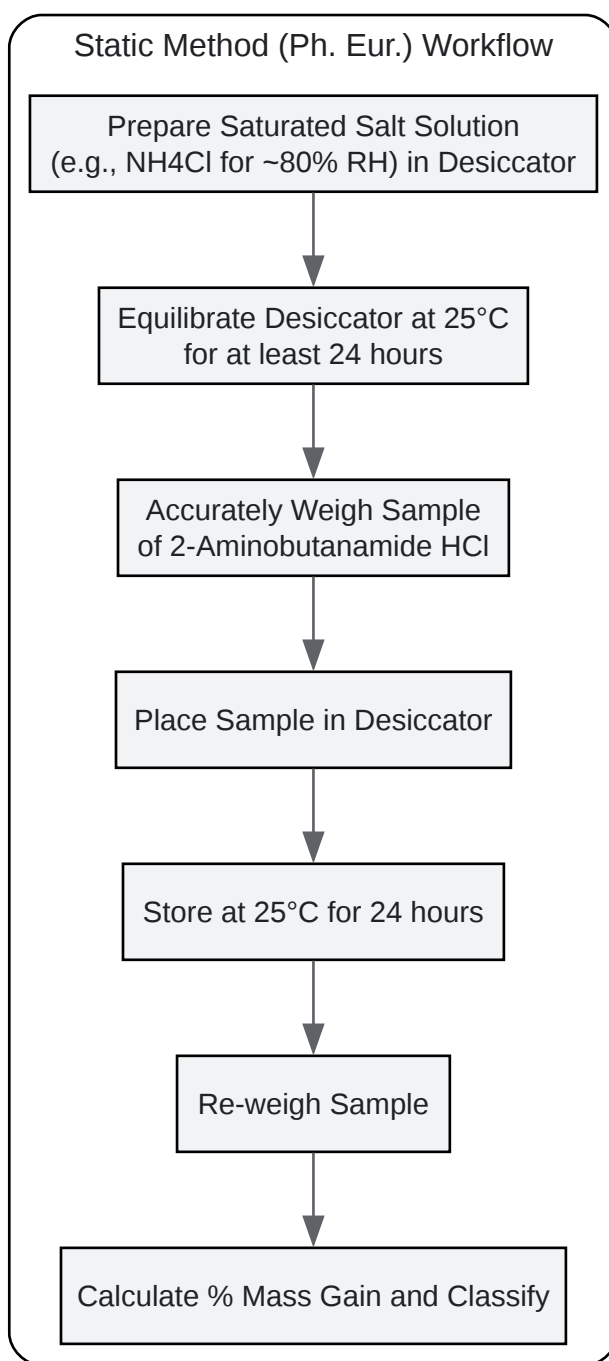 Static Method (Ph. Eur.) Workflow
Prepare Saturated Salt Solution
(e.g., NH4Cl for ~80% RH) in Desiccator
Equilibrate Desiccator at 25°C
for at least 24 hours
Accurately Weigh Sample
of 2-Aminobutanamide HCl
Place Sample in Desiccator
Store at 25°C for 24 hours
Re-weigh Sample
Calculate % Mass Gain and Classify